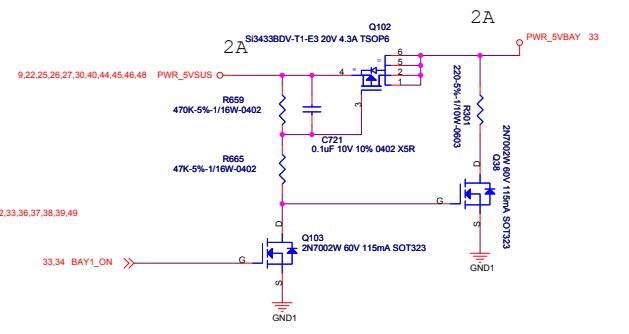 Q102
Si3433BDV-T1-E3 20V 4.3A TSOP6
2A
2A
PWR_5VBAY 33
9,22,25,26,27,30,40,44,45,46,48 PWR_5VSUS
4
6
5
2
1
3
R659
470K-5%-1/16W-0402
C721
0.1uF 10V 10% 0402 X5R
R301
220-5%-1/10W-0603
R665
47K-5%-1/16W-0402
Q38
2N7002W 60V 115mA SOT323
D
G
S
GND1
2,33,36,37,38,39,49
D
Q103
2N7002W 60V 115mA SOT323
33,34 BAY1_ON
G
S
GND1